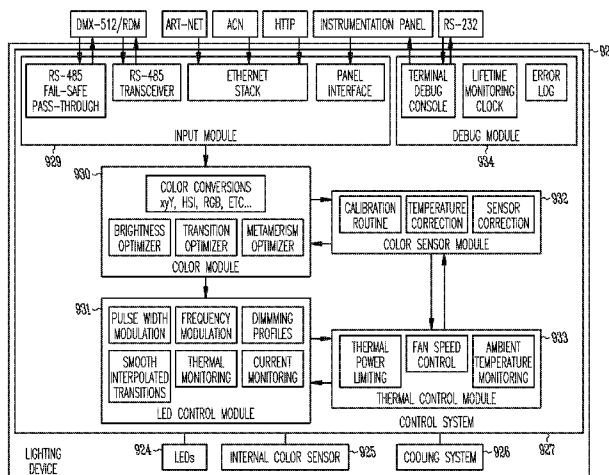 DMX-512/RDM
ART-NET
ACN
HTTP
INSTRUMENTATION PANEL
RS-232
RS-485
FAIL-SAFE
PASS-THROUGH
RS-485
TRANSCEIVER
ETHERNET
STACK
PANEL
INTERFACE
INPUT MODULE
929
TERMINAL
DEBUG
CONSOLE
LIFETIME
MONITORING
CLOCK
ERROR
LOG
DEBUG MODULE
934
930
COLOR CONVERSIONS
xyY, HSI, RGB, ETC...
BRIGHTNESS
OPTIMIZER
TRANSITION
OPTIMIZER
METAMERISM
OPTIMIZER
COLOR MODULE
932
CALIBRATION
ROUTINE
TEMPERATURE
CORRECTION
SENSOR
CORRECTION
COLOR SENSOR MODULE
931
PULSE WIDTH
MODULATION
FREQUENCY
MODULATION
DIMMMING
PROFILES
SMOOTH
INTERPOLATED
TRANSITIONS
THERMAL
MONITORING
CURRENT
MONITORING
LED CONTROL MODULE
933
THERMAL
POWER
LIMITING
FAN SPEED
CONTROL
AMBIENT
TEMPERATURE
MONITORING
THERMAL CONTROL MODULE
CONTROL SYSTEM
927
LIGHTING
DEVICE
924
LEDs
INTERNAL COLOR SENSOR
925
COOLING SYSTEM
926